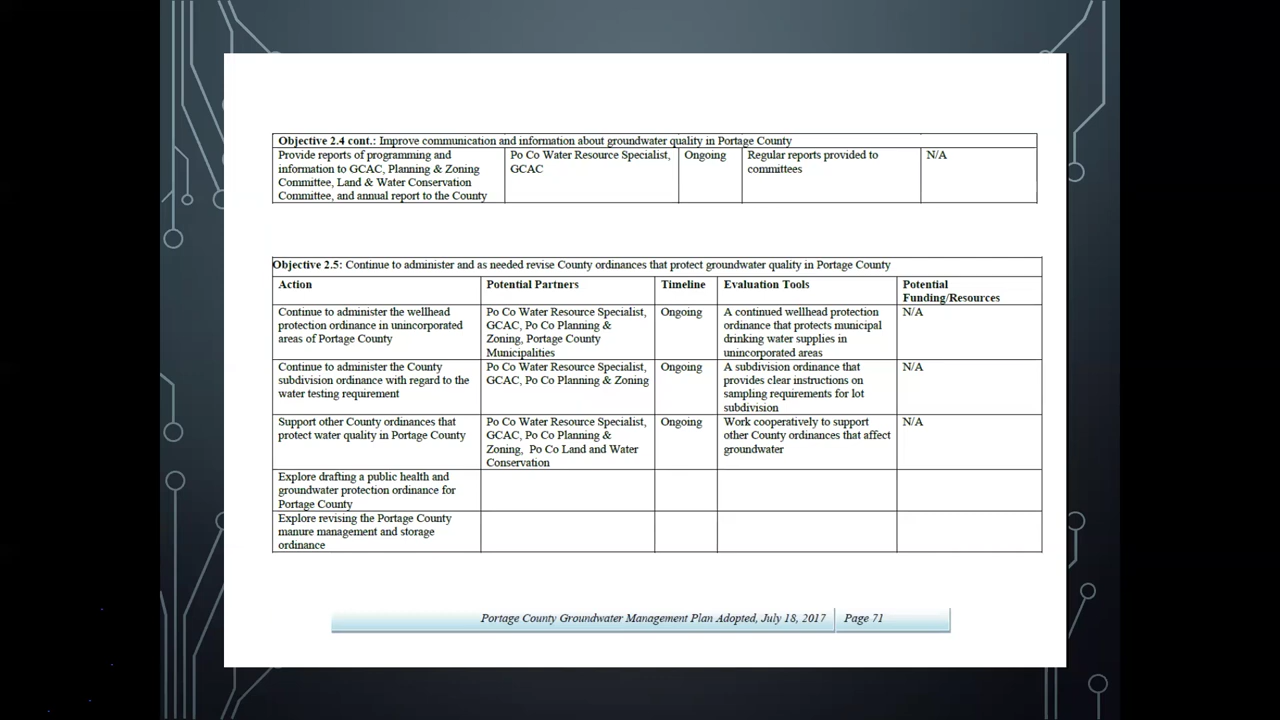 Objective 2.4 cont.: Improve communication and information about groundwater quality in Portage County
Provide reports of programming and
information to GCAC, Planning & Zoning
Committee, Land & Water Conservation
Committee, and annual report to the County
Po Co Water Resource Specialist,
GCAC
Ongoing
Regular reports provided to
committees
N/A
Objective 2.5: Continue to administer and as needed revise County ordinances that protect groundwater quality in Portage County
Action
Potential Partners
Timeline
Evaluation Tools
Potential
Funding/Resources
Continue to administer the wellhead
protection ordinance in unincorporated
areas of Portage County
Po Co Water Resource Specialist,
GCAC, Po Co Planning &
Zoning, Portage County
Municipalities
Ongoing
A continued wellhead protection
ordinance that protects municipal
drinking water supplies in
unincorporated areas
N/A
Continue to administer the County
subdivision ordinance with regard to the
water testing requirement
Po Co Water Resource Specialist,
GCAC, Po Co Planning & Zoning
Ongoing
A subdivision ordinance that
provides clear instructions on
sampling requirements for lot
subdivision
N/A
Support other County ordinances that
protect water quality in Portage County
Po Co Water Resource Specialist,
GCAC, Po Co Planning &
Zoning, Po Co Land and Water
Conservation
Ongoing
Work cooperatively to support
other County ordinances that affect
groundwater
N/A
Explore drafting a public health and
groundwater protection ordinance for
Portage County
Explore revising the Portage County
manure management and storage
ordinance
Portage County Groundwater Management Plan Adopted, July 18, 2017 Page 71